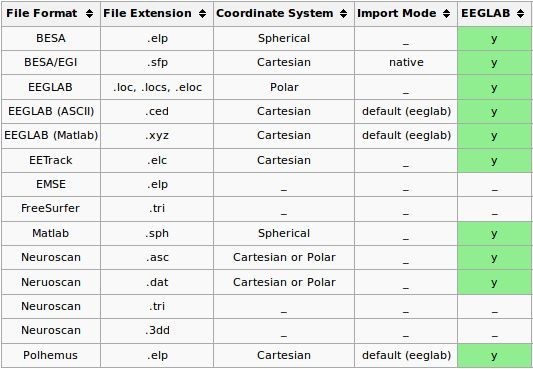 File Format File Extension Coordinate System Import Mode EEGLAB
BESA .elp Spherical _ y
BESA/EGI .sfp Cartesian native y
EEGLAB .loc, .locs, .eloc Polar _ y
EEGLAB (ASCII) .ced Cartesian default (eeglab) y
EEGLAB (Matlab) .xyz Cartesian default (eeglab) y
EETrack .elc Cartesian _ y
EMSE .elp _ _ _
FreeSurfer .tri _ _ _
Matlab .sph Spherical _ y
Neuroscan .asc Cartesian or Polar _ y
Neruoscan .dat Cartesian or Polar _ y
Neuroscan .tri _ _ _
Neuroscan .3dd _ _ _
Polhemus .elp Cartesian default (eeglab) y